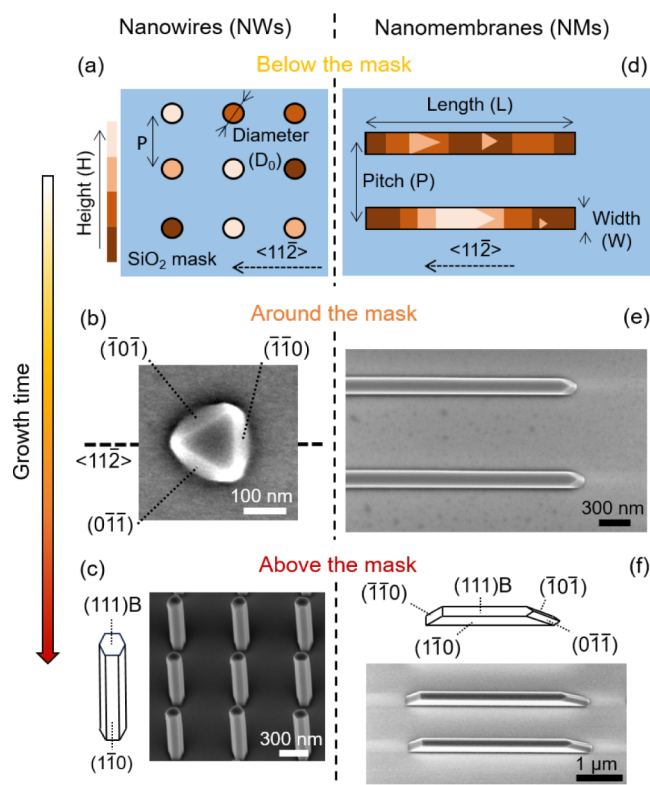 Nanowires (NWs)
Nanomembranes (NMs)
Below the mask
(a)
(d)
Height (H)
P
Diameter
(D₀)
SiO₂ mask
<112̅>
Length (L)
Pitch (P)
Width
(W)
<112̅>
Growth time
Around the mask
(b)
(e)
(1̅01̅)
(1̅1̅0)
<112̅>
(01̅1̅)
100 nm
300 nm
Above the mask
(c)
(f)
(111)B
(11̅0)
300 nm
(1̅1̅0)
(111)B
(1̅01̅)
(11̅0)
(01̅1̅)
1 µm